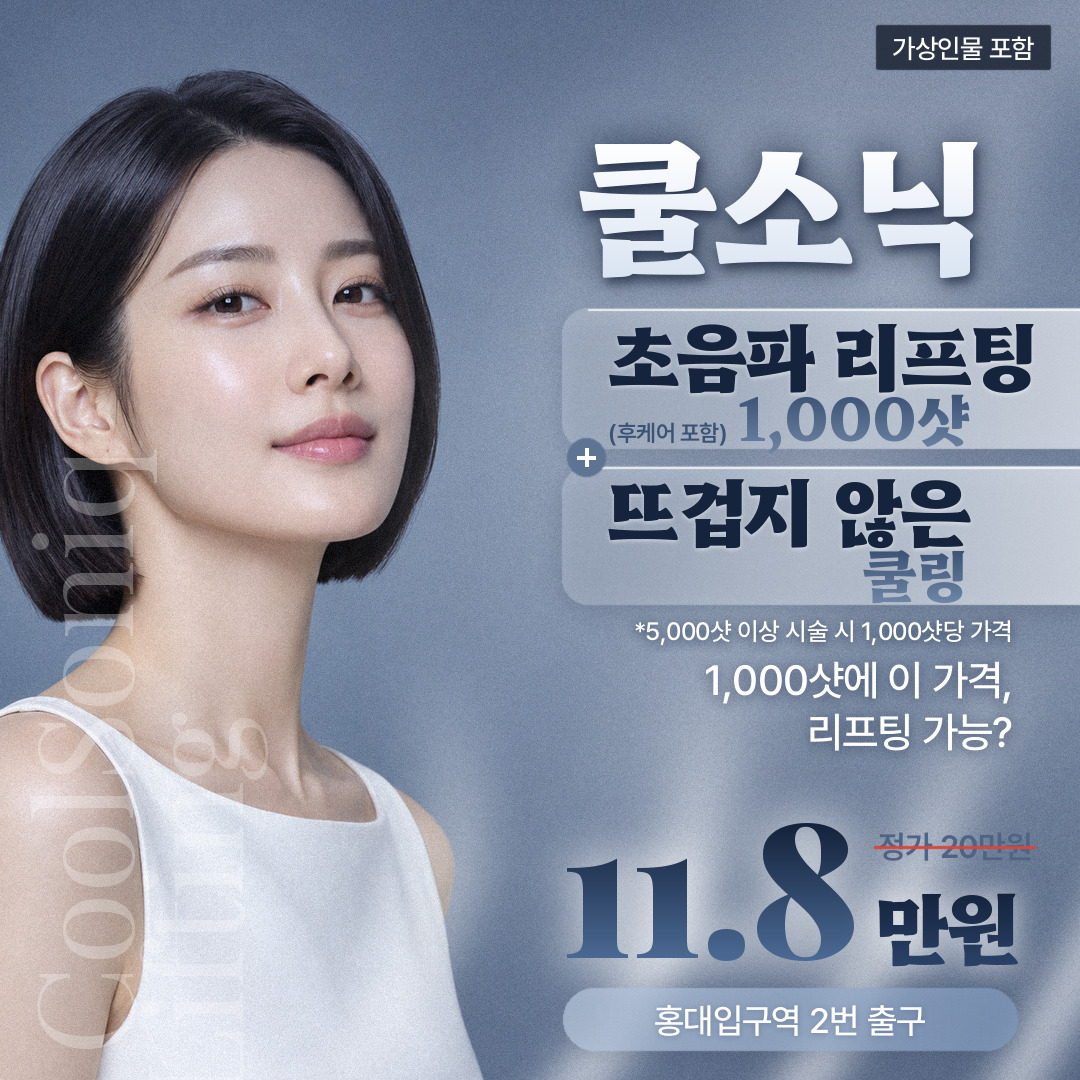 가상인물 포함
쿨소닉
초음파 리프팅
(후케어 포함) 1,000샷
+
뜨겁지 않은
쿨링
*5,000샷 이상 시술 시 1,000샷당 가격
1,000샷에 이 가격,
리프팅 가능?
정가 20만원
11.8 만원
홍대입구역 2번 출구
Coolsoniq
Lifting